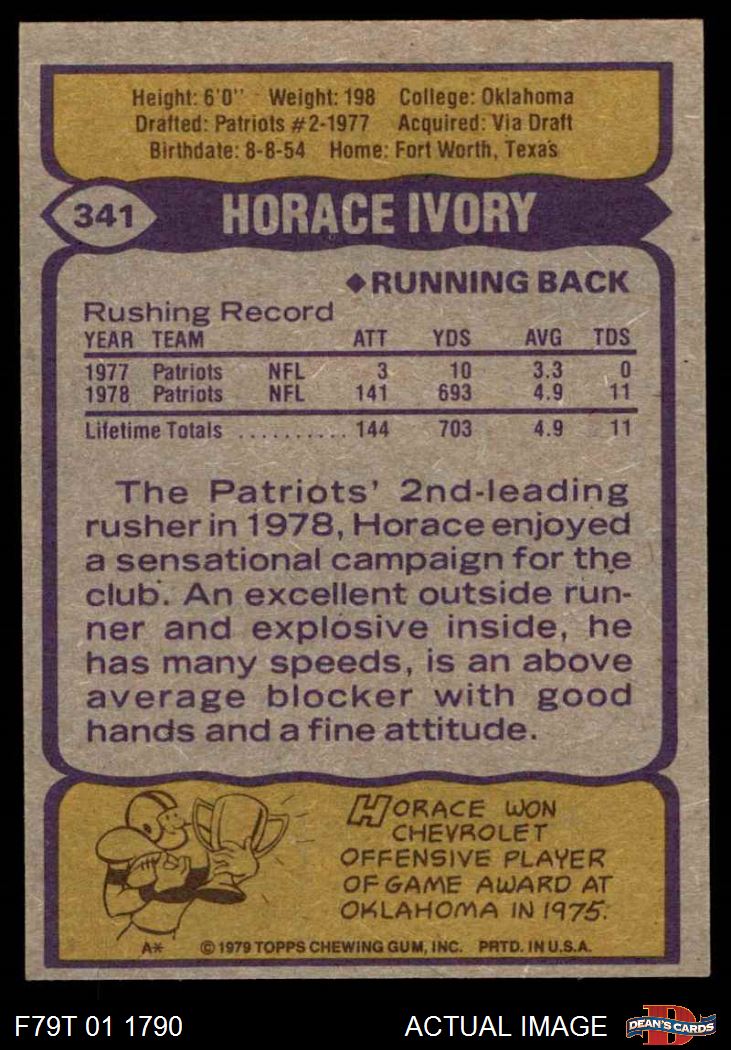 Height: 6'0" Weight: 198 College: Oklahoma
Drafted: Patriots #2-1977 Acquired: Via Draft
Birthdate: 8-8-54 Home: Fort Worth, Texas
341 HORACE IVORY
◆RUNNING BACK
Rushing Record
YEAR TEAM ATT YDS AVG TDS
1977 Patriots NFL 3 10 3.3 0
1978 Patriots NFL 141 693 4.9 11
Lifetime Totals .......... 144 703 4.9 11
The Patriots' 2nd-leading
rusher in 1978, Horace enjoyed
a sensational campaign for the
club. An excellent outside run-
ner and explosive inside, he
has many speeds, is an above
average blocker with good
hands and a fine attitude.
HORACE WON
CHEVROLET
OFFENSIVE PLAYER
OF GAME AWARD AT
OKLAHOMA IN 1975.
A* © 1979 TOPPS CHEWING GUM, INC. PRTD. IN U.S.A.
F79T 01 1790 ACTUAL IMAGE D DEAN'S CARDS